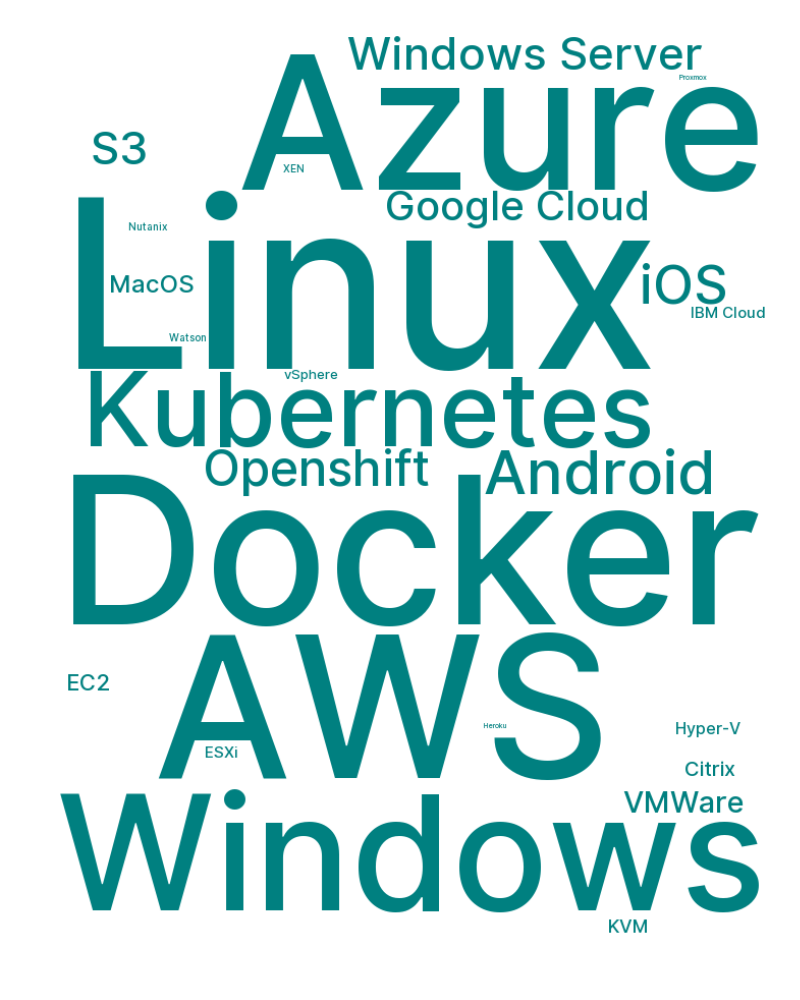 Windows Server
Proxmox
Azure
S3
XEN
Google Cloud
Linux
Nutanix
MacOS
iOS
IBM Cloud
Watson
vSphere
Kubernetes
Openshift
Android
Docker
AWS
EC2
Heroku
Hyper-V
ESXi
Citrix
VMWare
Windows
KVM